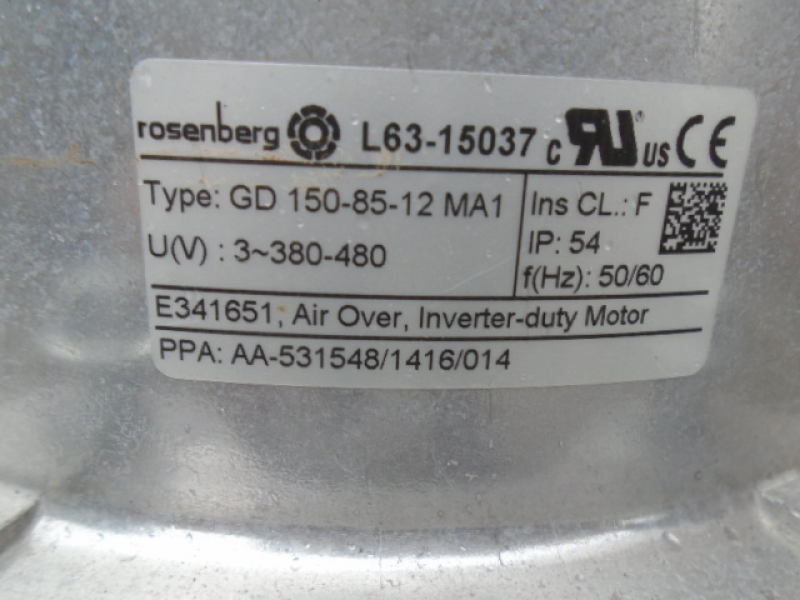 rosenberg L63-15037 c RU US CE
Type: GD 150-85-12 MA1
U(V) : 3~380-480
Ins CL.: F
IP: 54
f(Hz): 50/60
E341651, Air Over, Inverter-duty Motor
PPA: AA-531548/1416/014